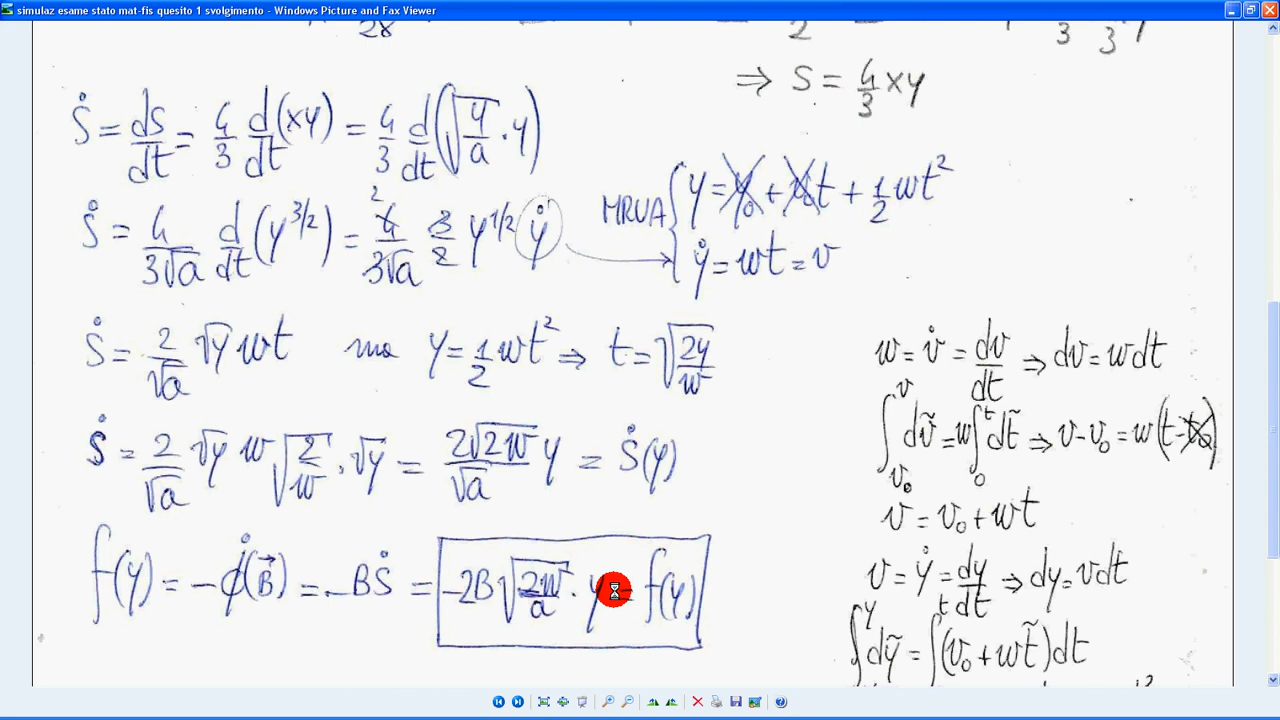 simulaz esame stato mat-fis quesito 1 svolgimento - Windows Picture and Fax Viewer
⇒ S = 4/3 xy
Ṡ = dS/dt = 4/3 d/dt (xy) = 4/3 d/dt (√(y/a) · y)
Ṡ = 4/(3√a) d/dt (y^3/2) = 4/(3√a) 3/2 y^1/2 ẏ
MRUA { y = y₀ + v₀t + 1/2 wt²
ẏ = wt = v
Ṡ = 2/√a √y wt ma y = 1/2 wt² ⇒ t = √(2y/w)
Ṡ = 2/√a √y w √(2/w) · √y = 2√(2w)/√a y = Ṡ(y)
f(y) = -ϕ̇(B⃗) = -BṠ = -2B √(2w/a) · y = f(y)
w = v̇ = dv/dt ⇒ dv = wdt
∫_{v₀}^{v} dṽ = w∫_{0}^{t} dt̃ ⇒ v-v₀ = w(t-t₀)
v = v₀ + wt
v = ẏ = dy/dt ⇒ dy = vdt
∫^{y} dỹ = ∫^{t} (v₀ + wt̃)dt